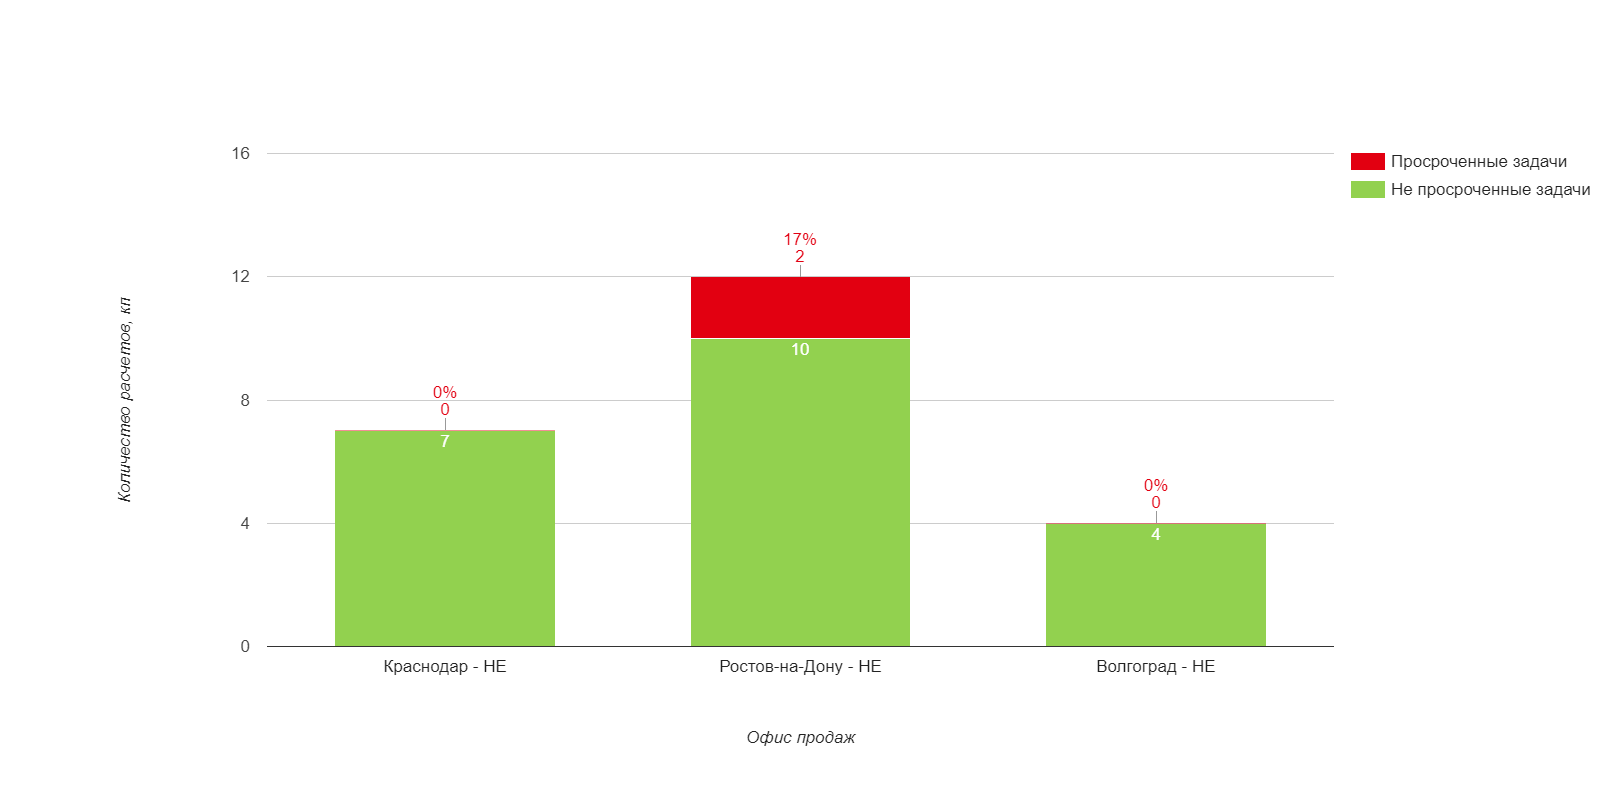 16
12
8
4
0
Количество расчетов, кп
0%
0
7
17%
2
10
0%
0
4
Краснодар - НЕ
Ростов-на-Дону - НЕ
Волгоград - НЕ
Офис продаж
Просроченные задачи
Не просроченные задачи